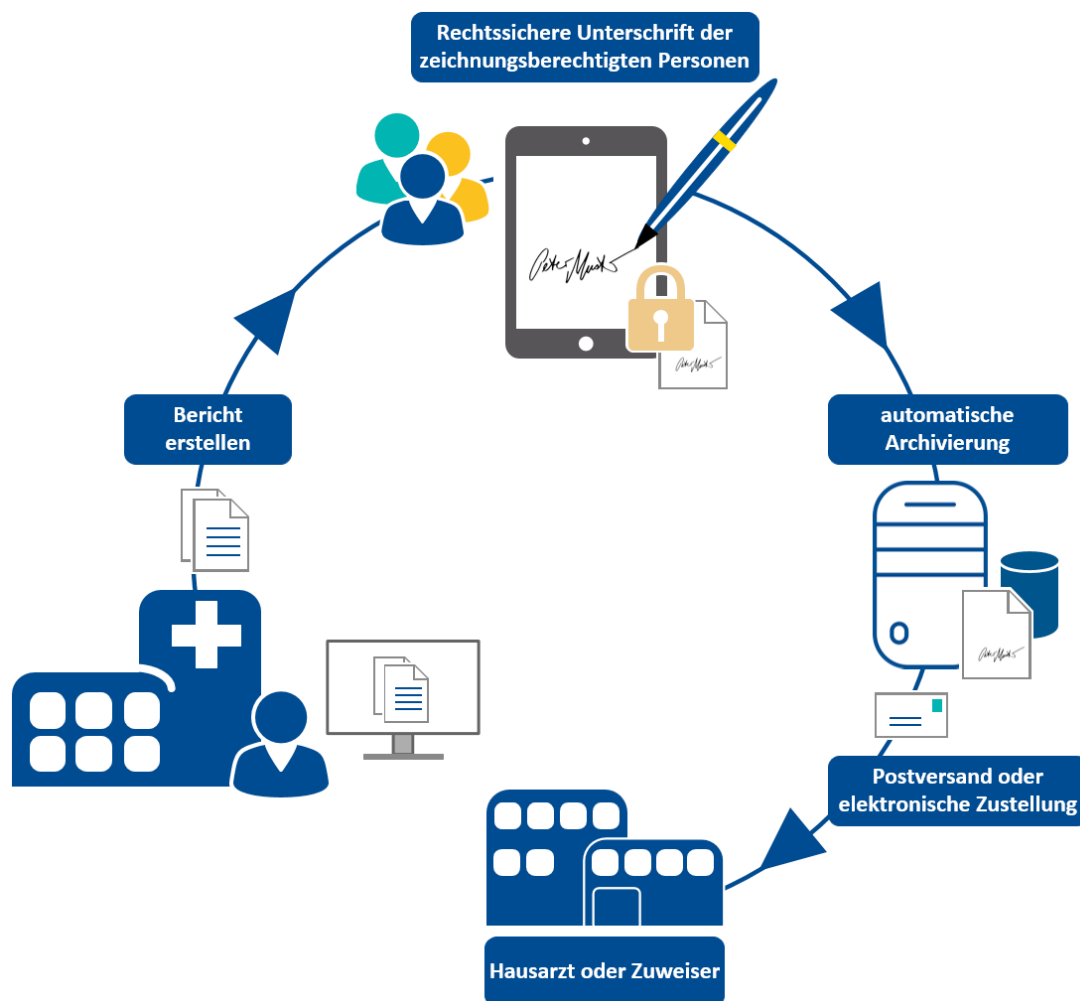 Rechtssichere Unterschrift der
zeichnungsberechtigten Personen
Bericht
erstellen
automatische
Archivierung
Postversand oder
elektronische Zustellung
Hausarzt oder Zuweiser